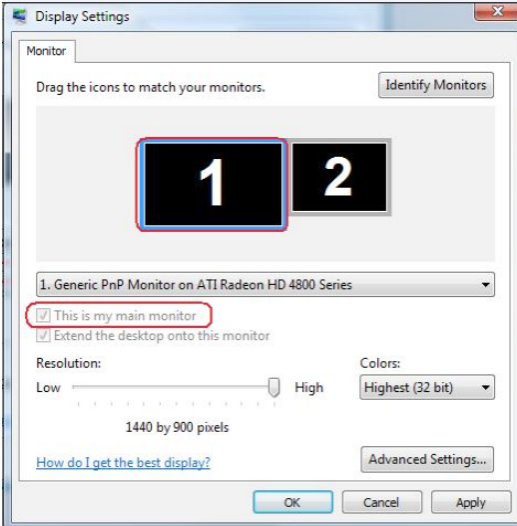 Display Settings
Monitor
Drag the icons to match your monitors.
Identify Monitors
1
2
1. Generic PnP Monitor on ATI Radeon HD 4800 Series
This is my main monitor
Extend the desktop onto this monitor
Resolution:
Colors:
Low
High
Highest (32 bit)
1440 by 900 pixels
How do I get the best display?
Advanced Settings...
OK
Cancel
Apply